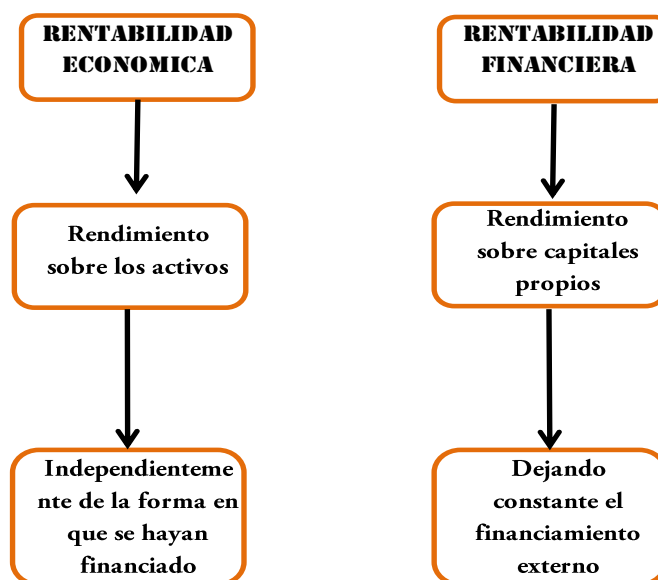 RENTABILIDAD
ECONOMICA
Rendimiento
sobre los activos
Independienteme
nte de la forma en
que se hayan
financiado
RENTABILIDAD
FINANCIERA
Rendimiento
sobre capitales
propios
Dejando
constante el
financiamiento
externo